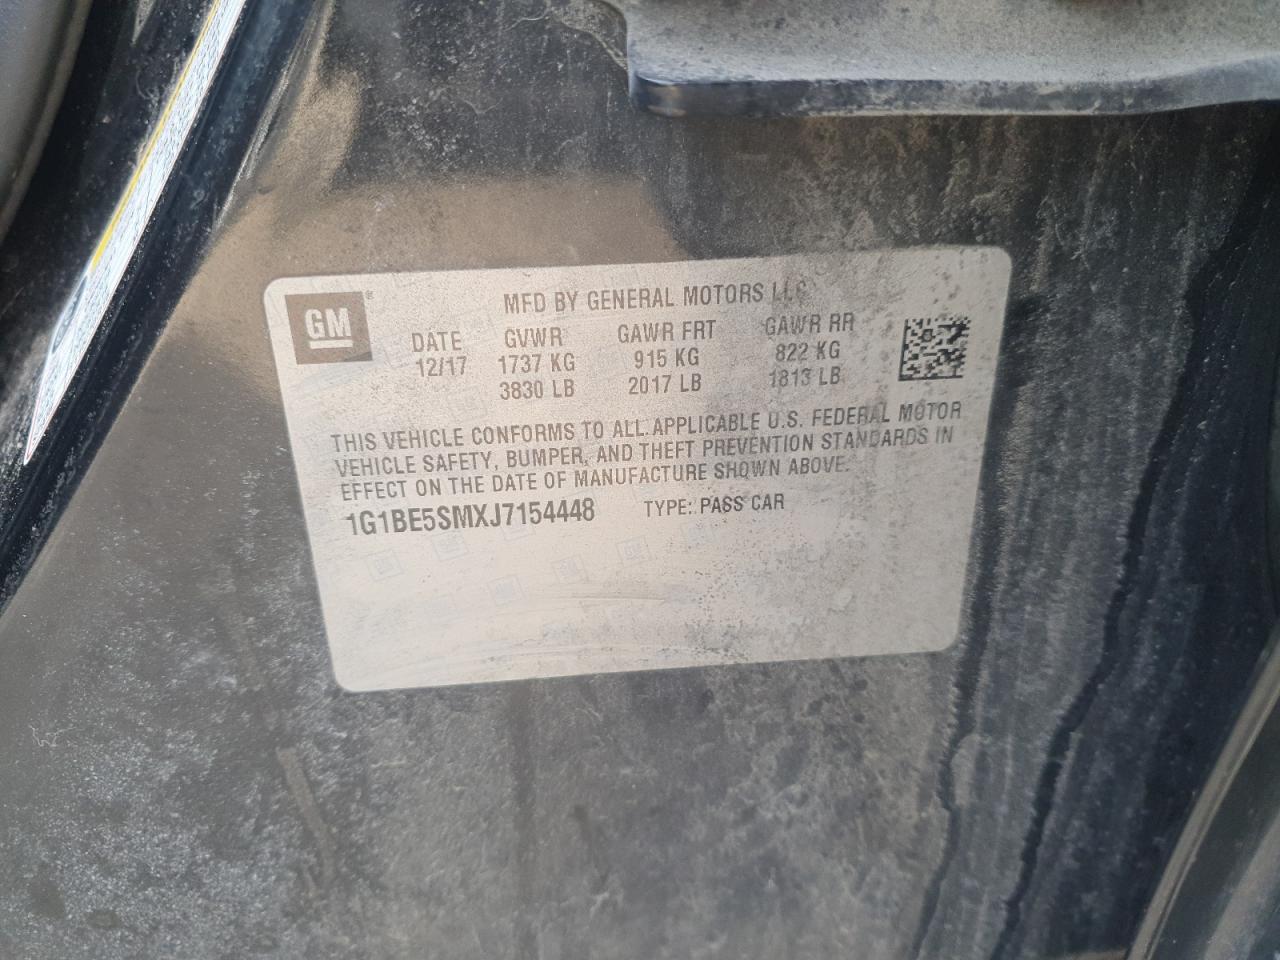 GM
MFD BY GENERAL MOTORS LLC
DATE GVWR GAWR FRT GAWR RR
12/17 1737 KG 915 KG 822 KG
3830 LB 2017 LB 1813 LB
THIS VEHICLE CONFORMS TO ALL APPLICABLE U.S. FEDERAL MOTOR
VEHICLE SAFETY, BUMPER, AND THEFT PREVENTION STANDARDS IN
EFFECT ON THE DATE OF MANUFACTURE SHOWN ABOVE.
1G1BE5SMXJ7154448 TYPE: PASS CAR